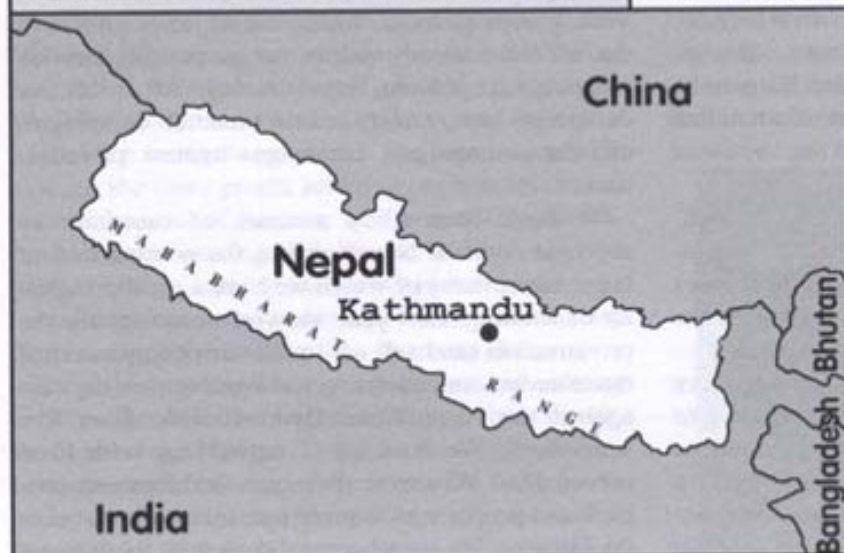 China
Nepal
MAHABHARAT
Kathmandu
RANGE
India
Bhutan
Bangladesh